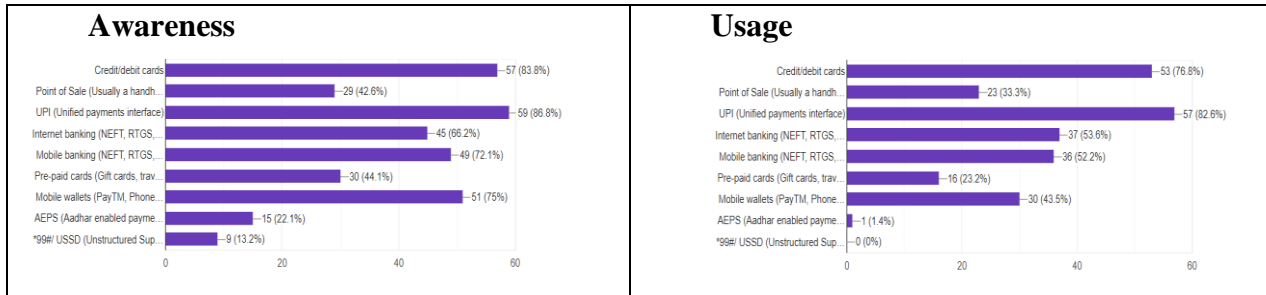 Awareness
Credit/debit cards 57 (83.8%)
Point of Sale (Usually a handh... 29 (42.6%)
UPI (Unified payments interface) 59 (86.8%)
Internet banking (NEFT, RTGS,... 45 (66.2%)
Mobile banking (NEFT, RTGS,... 49 (72.1%)
Pre-paid cards (Gift cards, trav... 30 (44.1%)
Mobile wallets (PayTM, Phone... 51 (75%)
AEPS (Aadhar enabled payme... 15 (22.1%)
*99#/ USSD (Unstructured Sup... 9 (13.2%)
0 20 40 60
Usage
Credit/debit cards 53 (76.8%)
Point of Sale (Usually a handh... 23 (33.3%)
UPI (Unified payments interface) 57 (82.6%)
Internet banking (NEFT, RTGS,... 37 (53.6%)
Mobile banking (NEFT, RTGS,... 36 (52.2%)
Pre-paid cards (Gift cards, trav... 16 (23.2%)
Mobile wallets (PayTM, Phone... 30 (43.5%)
AEPS (Aadhar enabled payme... 1 (1.4%)
*99#/ USSD (Unstructured Sup... 0 (0%)
0 20 40 60